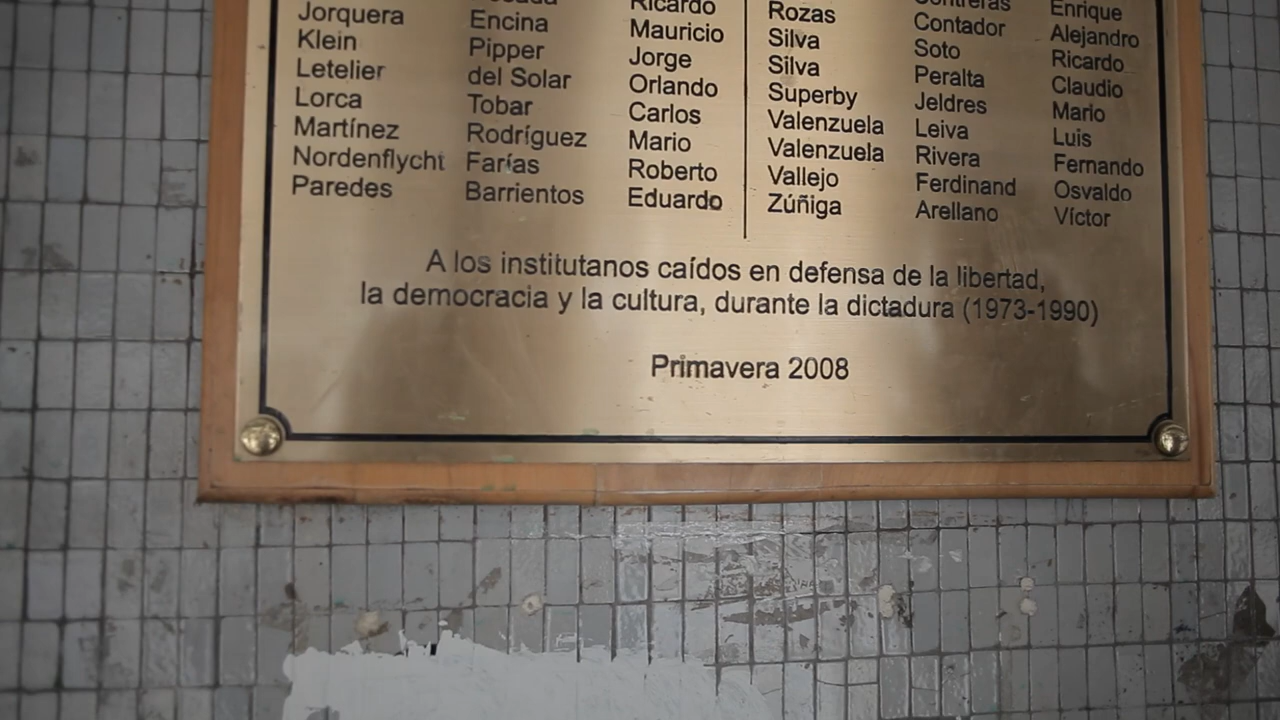 Ricardo
Jorquera Encina Mauricio
Klein Pipper Jorge
Letelier del Solar Orlando
Lorca Tobar Carlos
Martínez Rodríguez Mario
Nordenflycht Farías Roberto
Paredes Barrientos Eduardo
Contreras Enrique
Rozas Contador Alejandro
Silva Soto Ricardo
Silva Peralta Claudio
Superby Jeldres Mario
Valenzuela Leiva Luis
Valenzuela Rivera Fernando
Vallejo Ferdinand Osvaldo
Zúñiga Arellano Víctor
A los institutanos caídos en defensa de la libertad,
la democracia y la cultura, durante la dictadura (1973-1990)
Primavera 2008